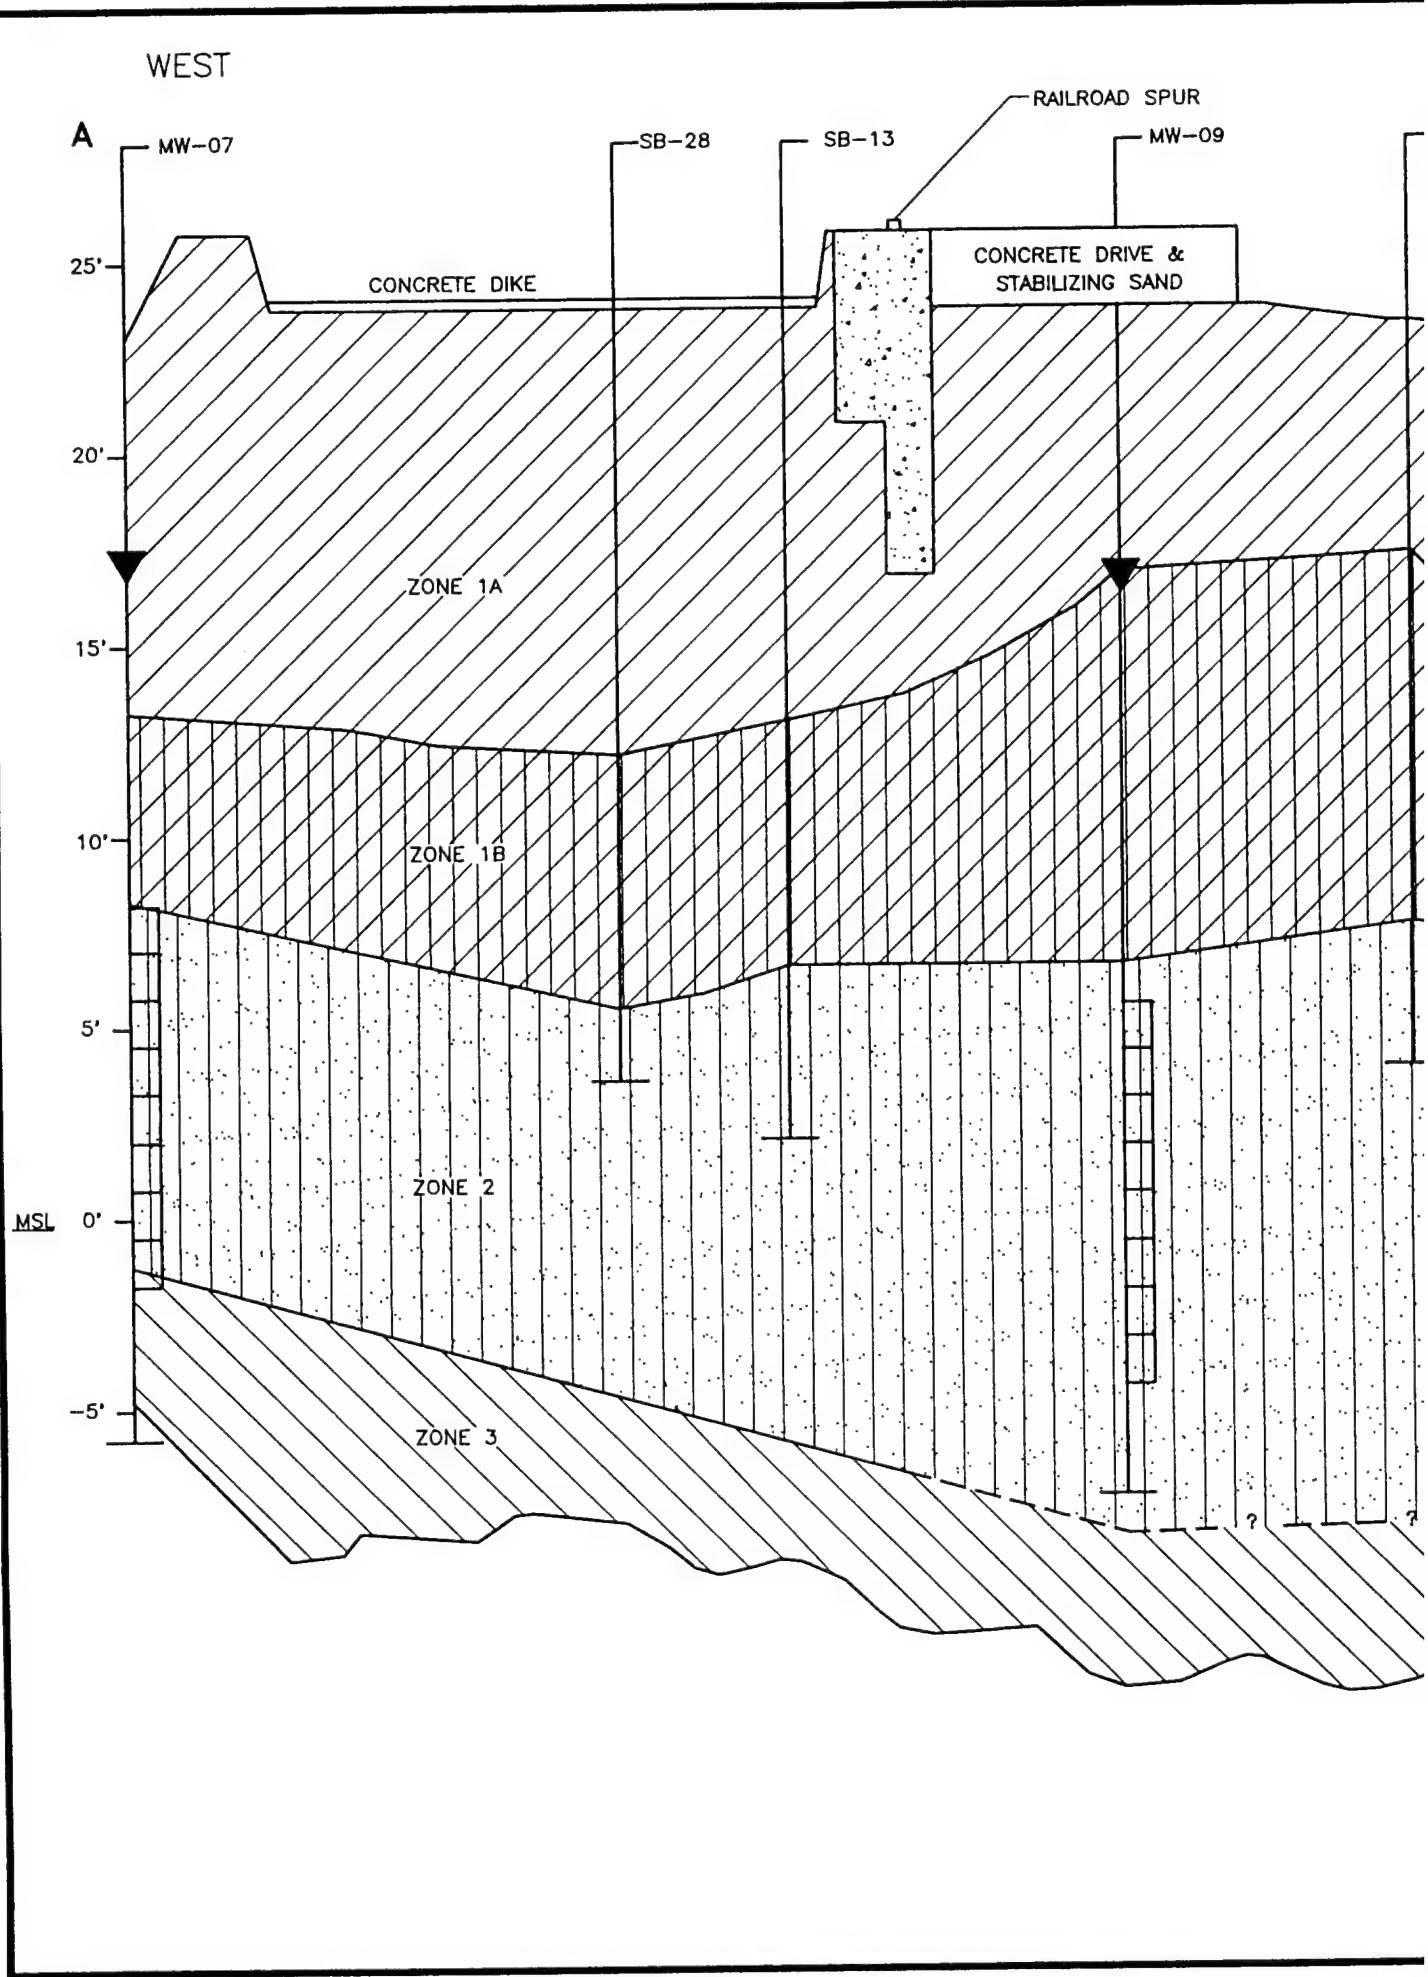 WEST
RAILROAD SPUR
A
MW-07
SB-28
SB-13
MW-09
25'
CONCRETE DIKE
CONCRETE DRIVE &
STABILIZING SAND
20'
ZONE 1A
15'
10'
ZONE 1B
5'
ZONE 2
MSL 0'
-5'
ZONE 3
? ?